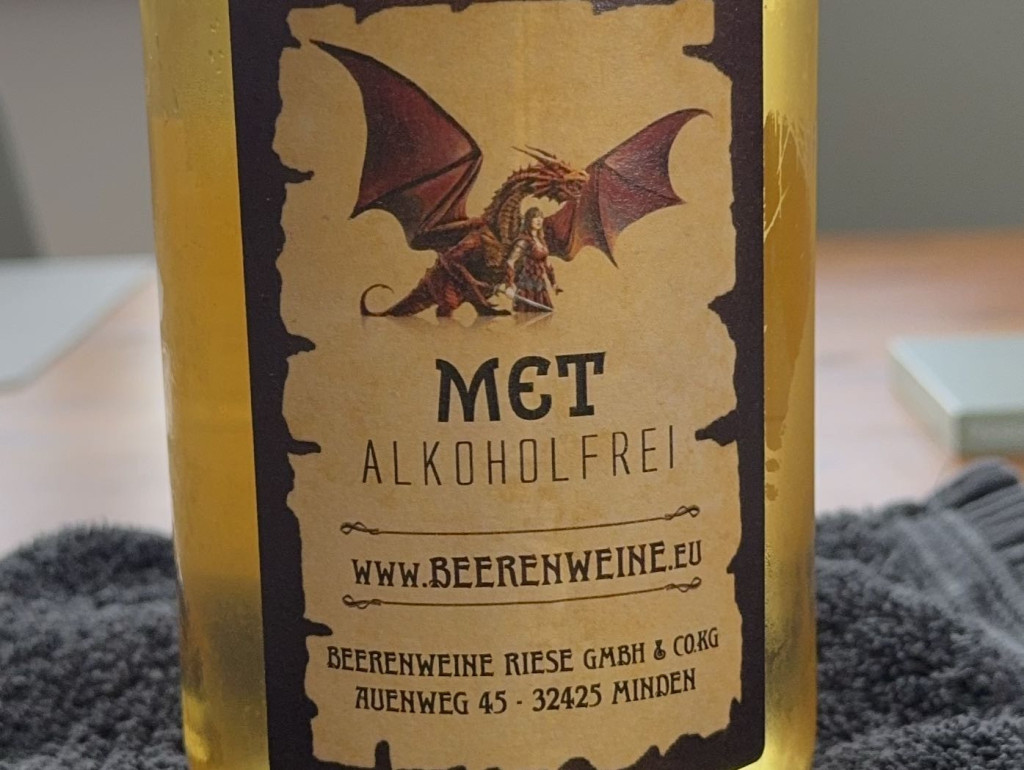 MET
ALKOHOLFREI
WWW.BEERENWEINE.EU
BEERENWEINE RIESE GMBH & CO.KG
AUENWEG 45 - 32425 MINDEN